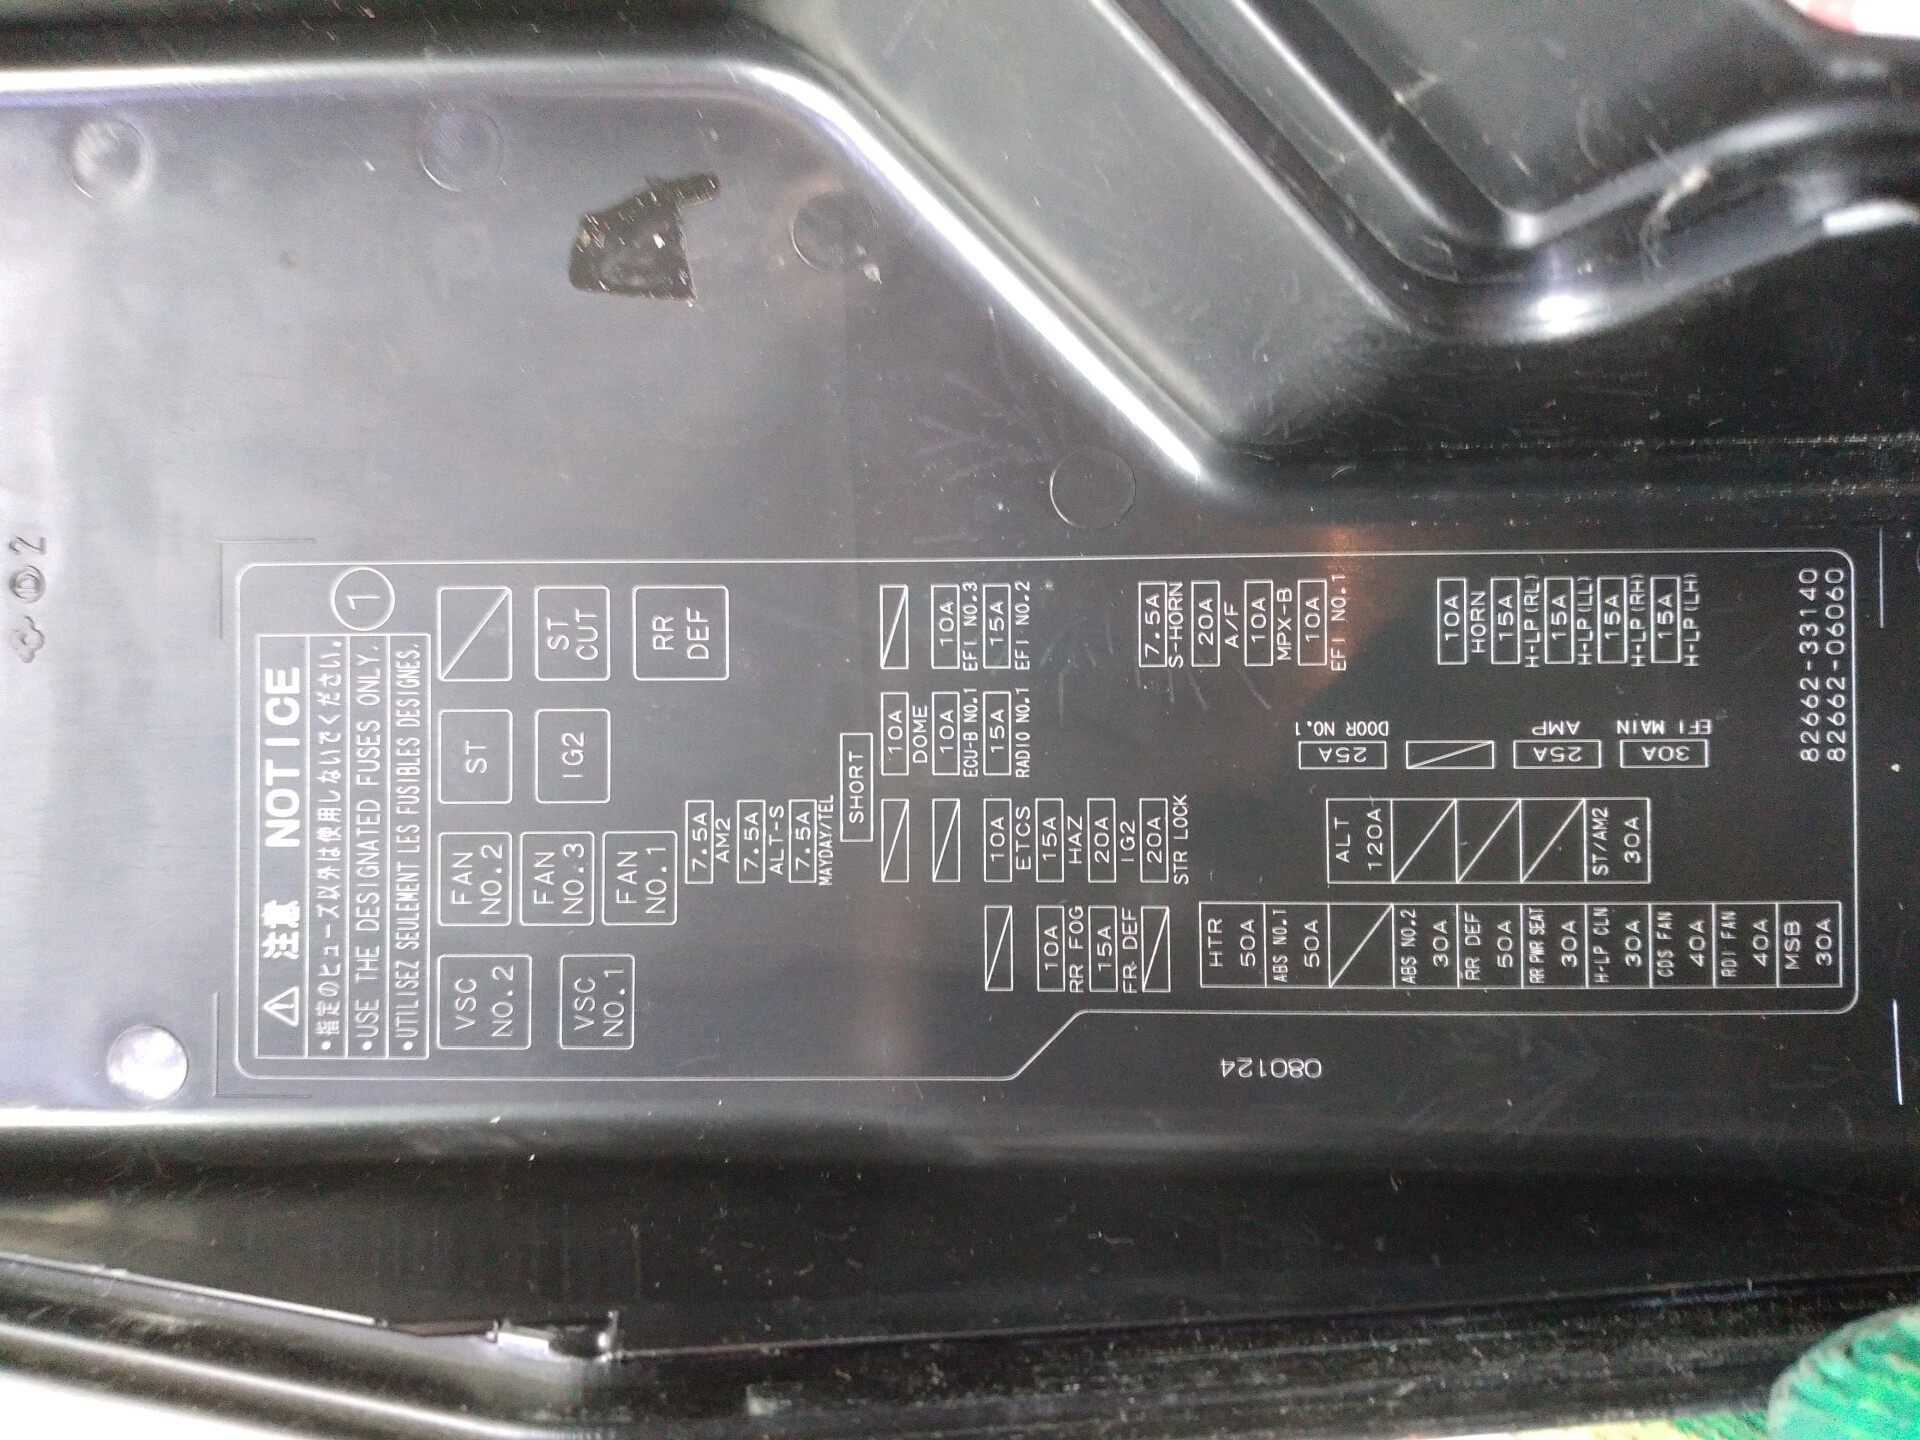 ⚠ 注意 NOTICE
•指定のヒューズ以外は使用しないでください。
•USE THE DESIGNATED FUSES ONLY.
•UTILISEZ SEULEMENT LES FUSIBLES DESIGNES.
1
VSC NO.2
FAN NO.2
ST
VSC NO.1
FAN NO.3
IG2
ST CUT
FAN NO.1
RR DEF
7.5A
AM2
7.5A
ALT-S
7.5A
MAYDAY/TEL
SHORT
10A
DOME
10A
ECU-B NO.1
10A
EFI NO.3
10A
ETCS
15A
RADIO NO.1
15A
EFI NO.2
10A
RR FOG
15A
HAZ
15A
FR DEF
20A
IG2
20A
STR LOCK
7.5A
S-HORN
20A
A/F
10A
MPX-B
10A
EFI NO.1
HTR
50A
ABS NO.1
50A
ABS NO.2
30A
RR DEF
50A
RR PWR SEAT
30A
H-LP CLN
30A
CDS FAN
40A
RDI FAN
40A
MSB
30A
ALT
120A
ST/AM2
30A
25A
DOOR NO.1
25A
AMP
30A
EFI MAIN
10A
HORN
15A
H-LP(RL)
15A
H-LP(LL)
15A
H-LP(RH)
15A
H-LP(LH)
82662-33140
82662-06060
080124
2